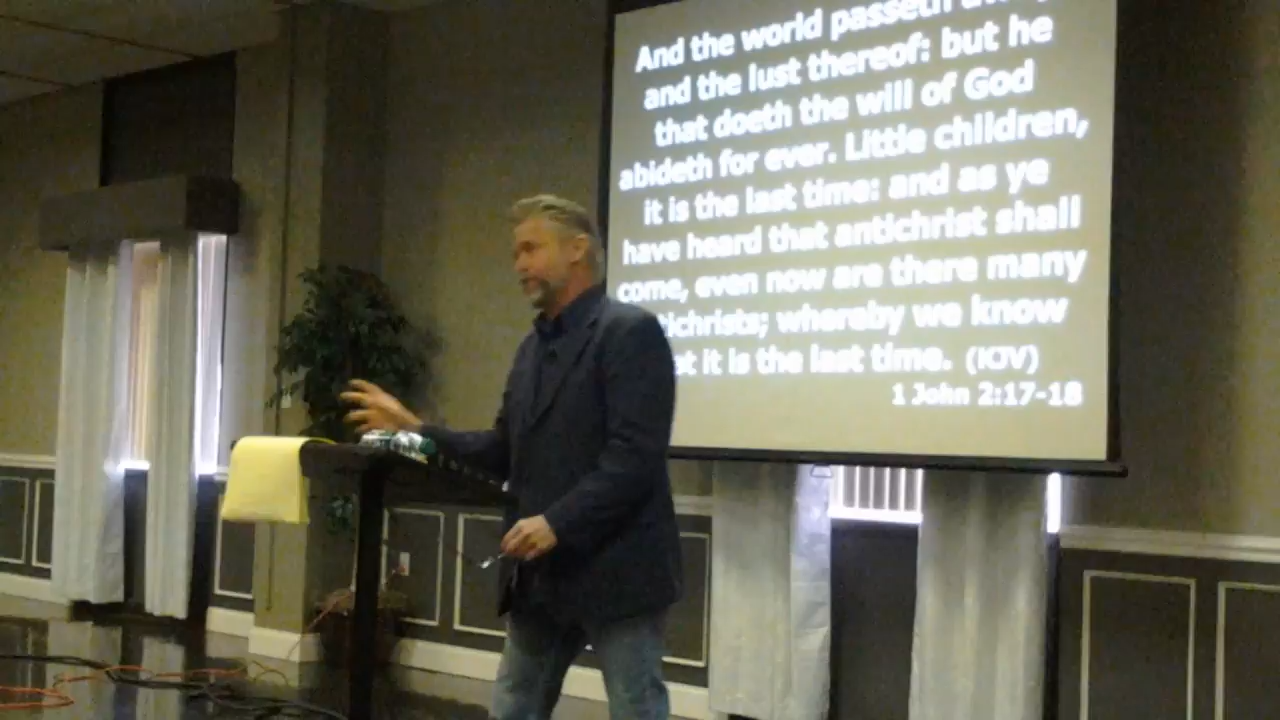 And the world passeth
and the lust thereof: but he
that doeth the will of God
abideth for ever. Little children,
it is the last time: and as ye
have heard that antichrist shall
come, even now are there many
tichrists; whereby we know
it is the last time. (KJV)
1 John 2:17-18